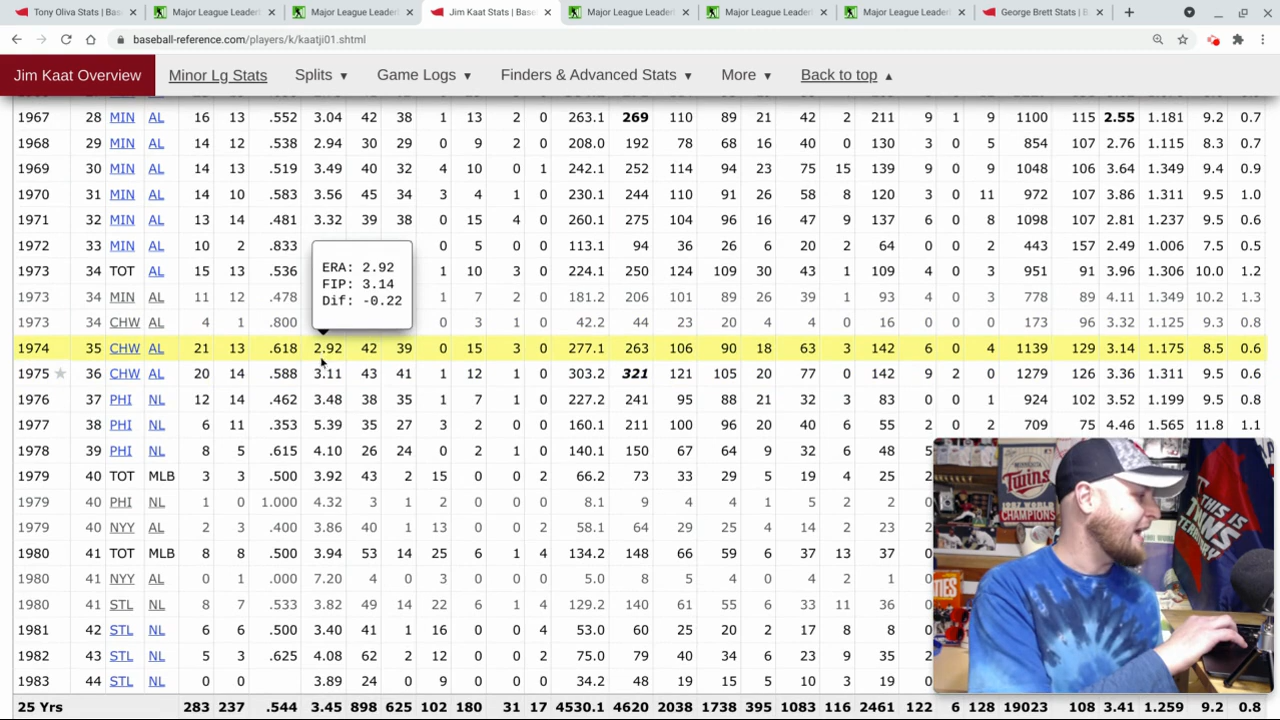 Tony Oliva Stats | Base
Major League Leaderb
Major League Leaderb
Jim Kaat Stats | Baseb
Major League Leaderb
Major League Leaderb
Major League Leaderb
George Brett Stats | B
baseball-reference.com/players/k/kaatji01.shtml
Jim Kaat Overview Minor Lg Stats Splits ▼ Game Logs ▼ Finders & Advanced Stats ▼ More ▼ Back to top ▲
1967 28 MIN AL 16 13 .552 3.04 42 38 1 13 2 0 263.1 269 110 89 21 42 2 211 9 1 9 1100 115 2.55 1.181 9.2 0.7
1968 29 MIN AL 14 12 .538 2.94 30 29 0 9 2 0 208.0 192 78 68 16 40 0 130 3 0 5 854 107 2.76 1.115 8.3 0.7
1969 30 MIN AL 14 13 .519 3.49 40 32 4 10 0 1 242.1 252 114 94 23 75 15 139 9 0 9 1048 106 3.64 1.349 9.4 0.9
1970 31 MIN AL 14 10 .583 3.56 45 34 3 4 1 0 230.1 244 110 91 26 58 8 120 3 0 11 972 107 3.86 1.311 9.5 1.0
1971 32 MIN AL 13 14 .481 3.32 39 38 0 15 4 0 260.1 275 104 96 16 47 9 137 6 0 8 1098 107 2.81 1.237 9.5 0.6
1972 33 MIN AL 10 2 .833 0 5 0 0 113.1 94 36 26 6 20 2 64 0 0 2 443 157 2.49 1.006 7.5 0.5
1973 34 TOT AL 15 13 .536 1 10 3 0 224.1 250 124 109 30 43 1 109 4 0 3 951 91 3.96 1.306 10.0 1.2
1973 34 MIN AL 11 12 .478 1 7 2 0 181.2 206 101 89 26 39 1 93 4 0 3 778 89 4.11 1.349 10.2 1.3
1973 34 CHW AL 4 1 .800 0 3 1 0 42.2 44 23 20 4 4 0 16 0 0 0 173 96 3.32 1.125 9.3 0.8
ERA: 2.92
FIP: 3.14
Dif: -0.22
1974 35 CHW AL 21 13 .618 2.92 42 39 0 15 3 0 277.1 263 106 90 18 63 3 142 6 0 4 1139 129 3.14 1.175 8.5 0.6
1975 ★ 36 CHW AL 20 14 .588 3.11 43 41 1 12 1 0 303.2 321 121 105 20 77 0 142 9 2 0 1279 126 3.36 1.311 9.5 0.6
1976 37 PHI NL 12 14 .462 3.48 38 35 1 7 1 0 227.2 241 95 88 21 32 3 83 0 0 1 924 102 3.52 1.199 9.5 0.8
1977 38 PHI NL 6 11 .353 5.39 35 27 3 2 0 0 160.1 211 100 96 20 40 6 55 2 0 2 709 75 4.46 1.565 11.8 1.1
1978 39 PHI NL 8 5 .615 4.10 26 24 0 2 1 0 140.1 150 67 64 9 32 6 48 5
1979 40 TOT MLB 3 3 .500 3.92 43 2 15 0 0 2 66.2 73 33 29 5 19 4 25 2
1979 40 PHI NL 1 0 1.000 4.32 3 1 2 0 0 0 8.1 9 4 4 1 5 2 2 0
1979 40 NYY AL 2 3 .400 3.86 40 1 13 0 0 2 58.1 64 29 25 4 14 2 23 2
1980 41 TOT MLB 8 8 .500 3.94 53 14 25 6 1 4 134.2 148 66 59 6 37 13 37 0
1980 41 NYY AL 0 1 .000 7.20 4 0 3 0 0 0 5.0 8 5 4 0 4 2 1 0
1980 41 STL NL 8 7 .533 3.82 49 14 22 6 1 4 129.2 140 61 55 6 33 11 36 0
1981 42 STL NL 6 6 .500 3.40 41 1 16 0 0 4 53.0 60 25 20 2 17 8 8 0
1982 43 STL NL 5 3 .625 4.08 62 2 12 0 0 2 75.0 79 40 34 6 23 9 35 2
1983 44 STL NL 0 0 3.89 24 0 9 0 0 0 34.2 48 19 15 5 10 3 19 0
25 Yrs 283 237 .544 3.45 898 625 102 180 31 17 4530.1 4620 2038 1738 395 1083 116 2461 122 6 128 19023 108 3.41 1.259 9.2 0.8
MINNESOTA
Twins
1987 WORLD
CHAMPIONS
THIS IS
TWINS
TERRITORY